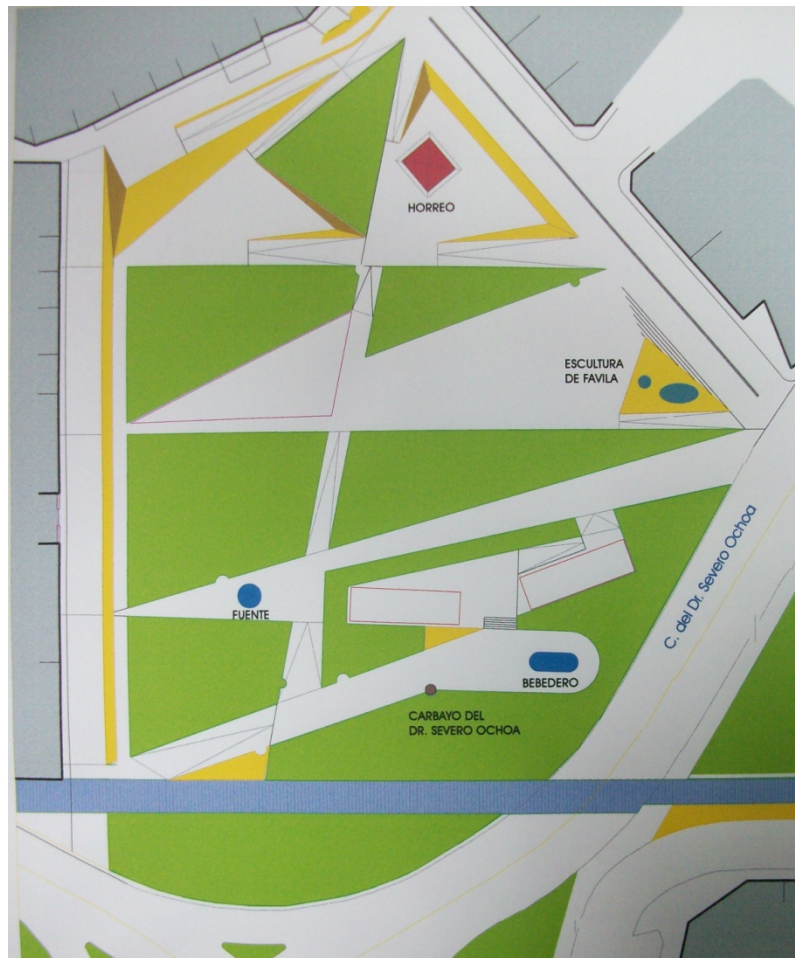 HORREO
ESCULTURA
DE FAVILA
C. del Dr. Severo Ochoa
FUENTE
BEBEDERO
CARBAYO DEL
DR. SEVERO OCHOA